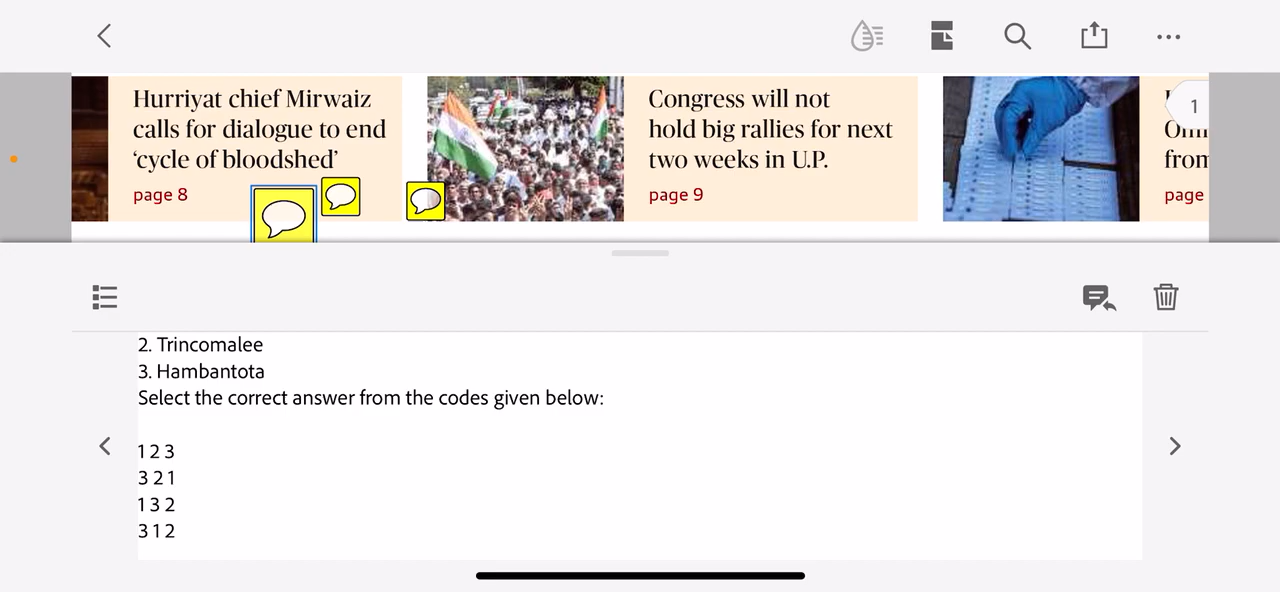 Hurriyat chief Mirwaiz
calls for dialogue to end
‘cycle of bloodshed’
page 8
Congress will not
hold big rallies for next
two weeks in U.P.
page 9
1
from
page
2. Trincomalee
3. Hambantota
Select the correct answer from the codes given below:
1 2 3
3 2 1
1 3 2
3 1 2